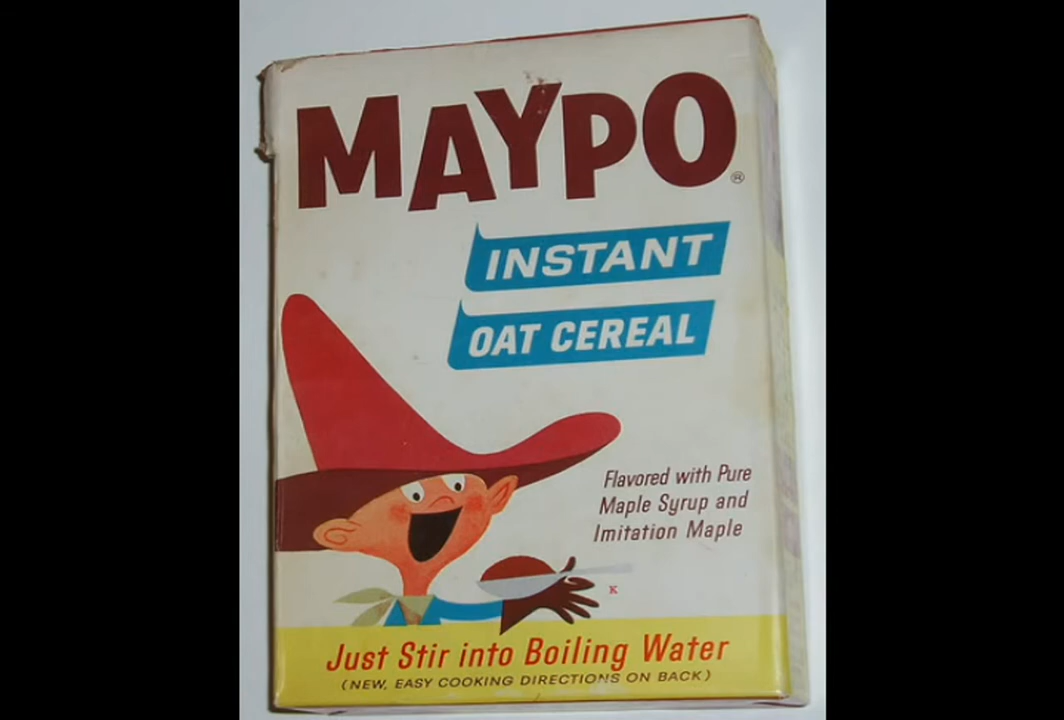 MAYPO®
INSTANT
OAT CEREAL
Flavored with Pure
Maple Syrup and
Imitation Maple
K
Just Stir into Boiling Water
(NEW, EASY COOKING DIRECTIONS ON BACK)